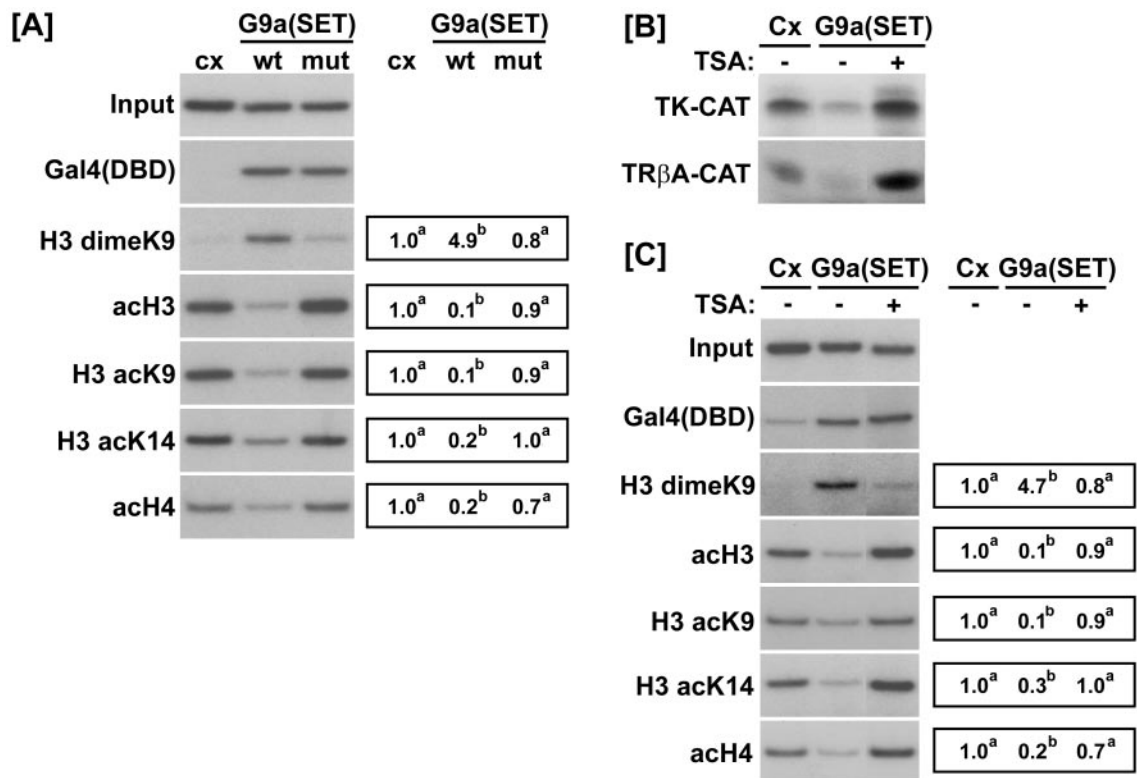 [A]
G9a(SET) G9a(SET)
cx wt mut cx wt mut
Input
Gal4(DBD)
H3 dimeK9 1.0a 4.9b 0.8a
acH3 1.0a 0.1b 0.9a
H3 acK9 1.0a 0.1b 0.9a
H3 acK14 1.0a 0.2b 1.0a
acH4 1.0a 0.2b 0.7a
[B]
Cx G9a(SET)
TSA: - - +
TK-CAT
TRβA-CAT
[C]
Cx G9a(SET) Cx G9a(SET)
TSA: - - + - - +
Input
Gal4(DBD)
H3 dimeK9 1.0a 4.7b 0.8a
acH3 1.0a 0.1b 0.9a
H3 acK9 1.0a 0.1b 0.9a
H3 acK14 1.0a 0.3b 1.0a
acH4 1.0a 0.2b 0.7a